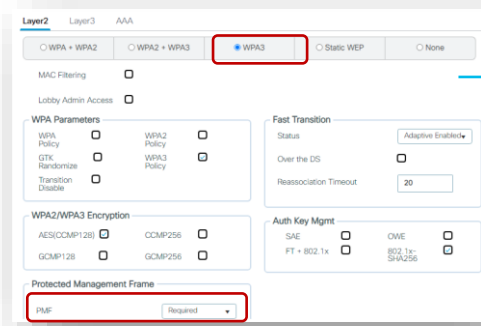 Layer2 Layer3 AAA
WPA + WPA2 WPA2 + WPA3 WPA3 Static WEP None
MAC Filtering
Lobby Admin Access
WPA Parameters
WPA Policy WPA2 Policy
GTK Randomize WPA3 Policy
Transition Disable
Fast Transition
Status Adaptive Enabled
Over the DS
Reassociation Timeout 20
WPA2/WPA3 Encryption
AES(CCMP128) CCMP256
GCMP128 GCMP256
Auth Key Mgmt
SAE OWE
FT + 802.1x 802.1x-SHA256
Protected Management Frame
PMF Required